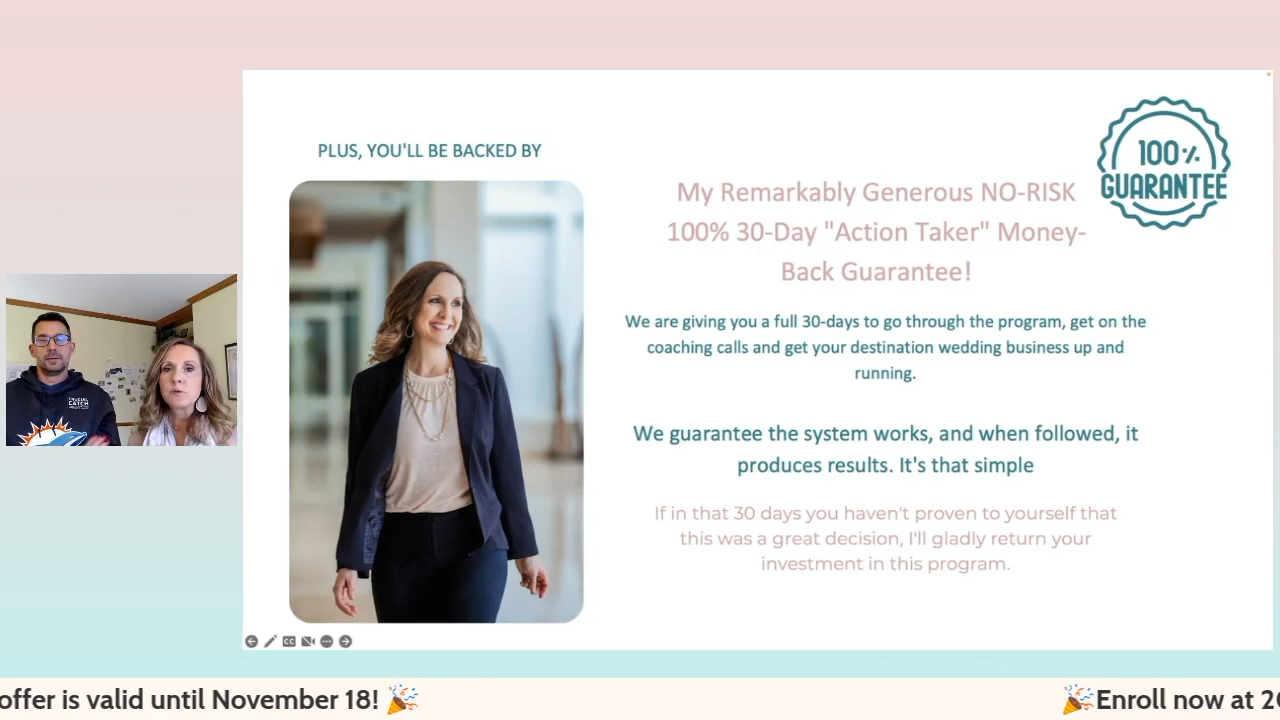 PLUS, YOU'LL BE BACKED BY
100%
GUARANTEE
My Remarkably Generous NO-RISK
100% 30-Day "Action Taker" Money-
Back Guarantee!
We are giving you a full 30-days to go through the program, get on the
coaching calls and get your destination wedding business up and
running.
We guarantee the system works, and when followed, it
produces results. It's that simple
If in that 30 days you haven't proven to yourself that
this was a great decision, I'll gladly return your
investment in this program.
CRUCIAL
CATCH
CC
offer is valid until November 18! 🎉
🎉Enroll now at 20